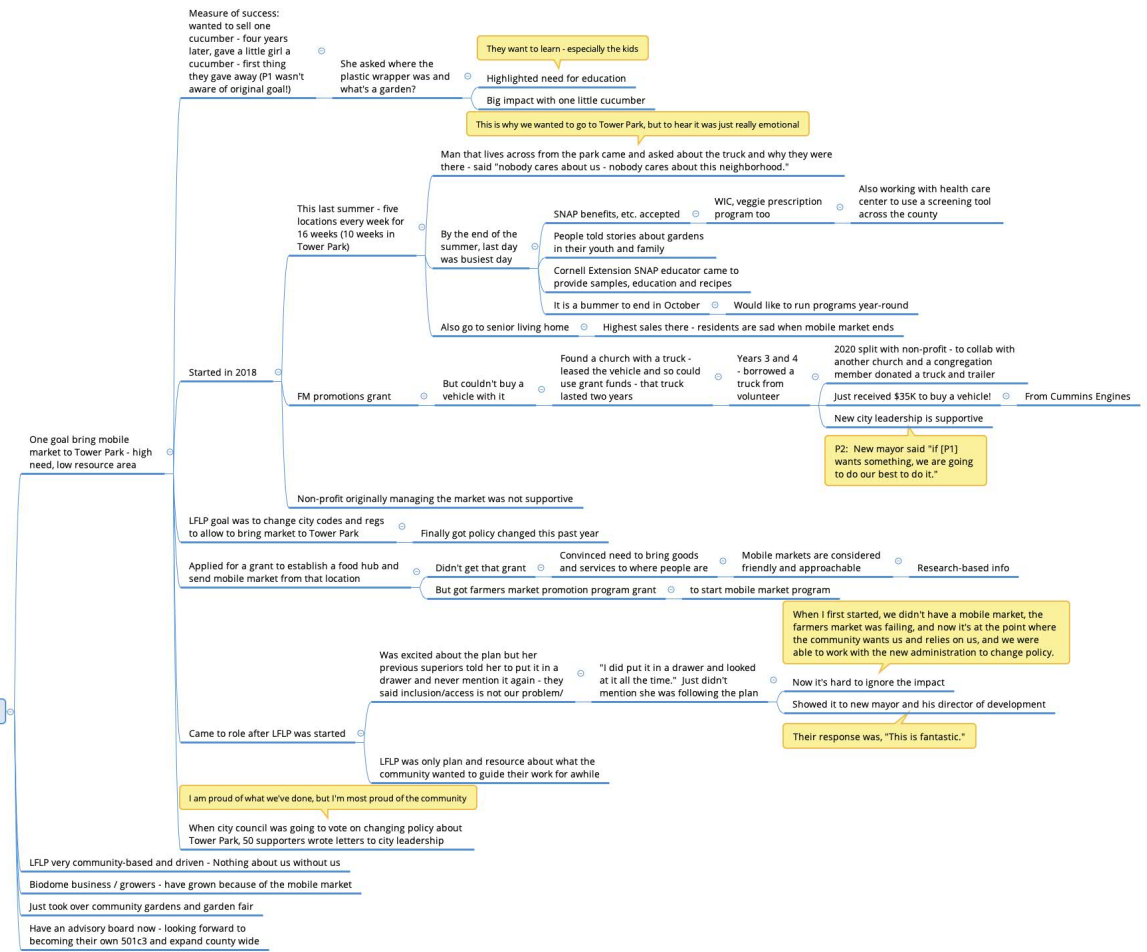 Measure of success:
wanted to sell one
cucumber - four years
later, gave a little girl a
cucumber - first thing
they gave away (P1 wasn't
aware of original goal!)
She asked where the
plastic wrapper was and
what's a garden?
They want to learn - especially the kids
Highlighted need for education
Big impact with one little cucumber
This is why we wanted to go to Tower Park, but to hear it was just really emotional
Man that lives across from the park came and asked about the truck and why they were
there - said "nobody cares about us - nobody cares about this neighborhood."
This last summer - five
locations every week for
16 weeks (10 weeks in
Tower Park)
By the end of the
summer, last day
was busiest day
SNAP benefits, etc. accepted
WIC, veggie prescription
program too
Also working with health care
center to use a screening tool
across the county
People told stories about gardens
in their youth and family
Cornell Extension SNAP educator came to
provide samples, education and recipes
It is a bummer to end in October
Would like to run programs year-round
Also go to senior living home
Highest sales there - residents are sad when mobile market ends
Started in 2018
FM promotions grant
But couldn't buy a
vehicle with it
Found a church with a truck -
leased the vehicle and so could
use grant funds - that truck
lasted two years
Years 3 and 4
- borrowed a
truck from
volunteer
2020 split with non-profit - to collab with
another church and a congregation
member donated a truck and trailer
Just received $35K to buy a vehicle!
From Cummins Engines
New city leadership is supportive
P2: New mayor said "if [P1]
wants something, we are going
to do our best to do it."
Non-profit originally managing the market was not supportive
One goal bring mobile
market to Tower Park - high
need, low resource area
LFLP goal was to change city codes and regs
to allow to bring market to Tower Park
Finally got policy changed this past year
Applied for a grant to establish a food hub and
send mobile market from that location
Didn't get that grant
Convinced need to bring goods
and services to where people are
Mobile markets are considered
friendly and approachable
Research-based info
But got farmers market promotion program grant
to start mobile market program
When I first started, we didn't have a mobile market, the
farmers market was failing, and now it's at the point where
the community wants us and relies on us, and we were
able to work with the new administration to change policy.
Came to role after LFLP was started
Was excited about the plan but her
previous superiors told her to put it in a
drawer and never mention it again - they
said inclusion/access is not our problem/
"I did put it in a drawer and looked
at it all the time." Just didn't
mention she was following the plan
Now it's hard to ignore the impact
Showed it to new mayor and his director of development
Their response was, "This is fantastic."
LFLP was only plan and resource about what the
community wanted to guide their work for awhile
I am proud of what we've done, but I'm most proud of the community
When city council was going to vote on changing policy about
Tower Park, 50 supporters wrote letters to city leadership
LFLP very community-based and driven - Nothing about us without us
Biodome business / growers - have grown because of the mobile market
Just took over community gardens and garden fair
Have an advisory board now - looking forward to
becoming their own 501c3 and expand county wide